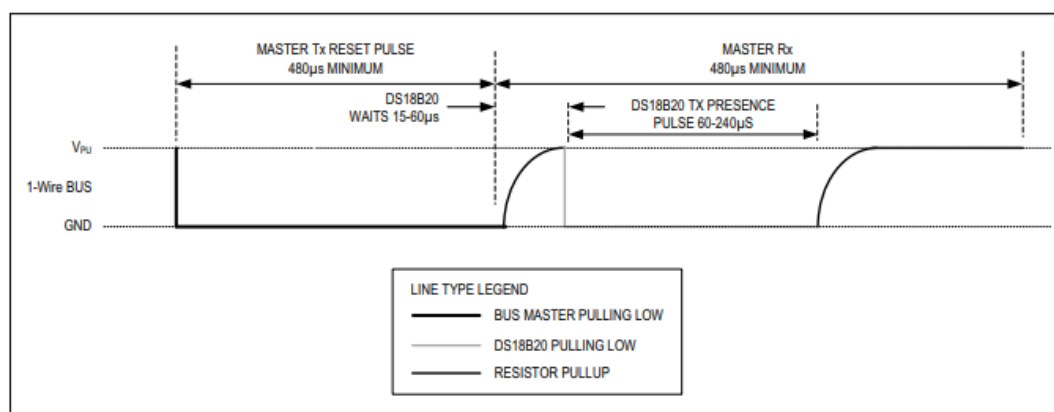 MASTER Tx RESET PULSE
480µs MINIMUM
MASTER Rx
480µs MINIMUM
DS18B20
WAITS 15-60µs
DS18B20 TX PRESENCE
PULSE 60-240µS
VPU
1-Wire BUS
GND
LINE TYPE LEGEND
BUS MASTER PULLING LOW
DS18B20 PULLING LOW
RESISTOR PULLUP